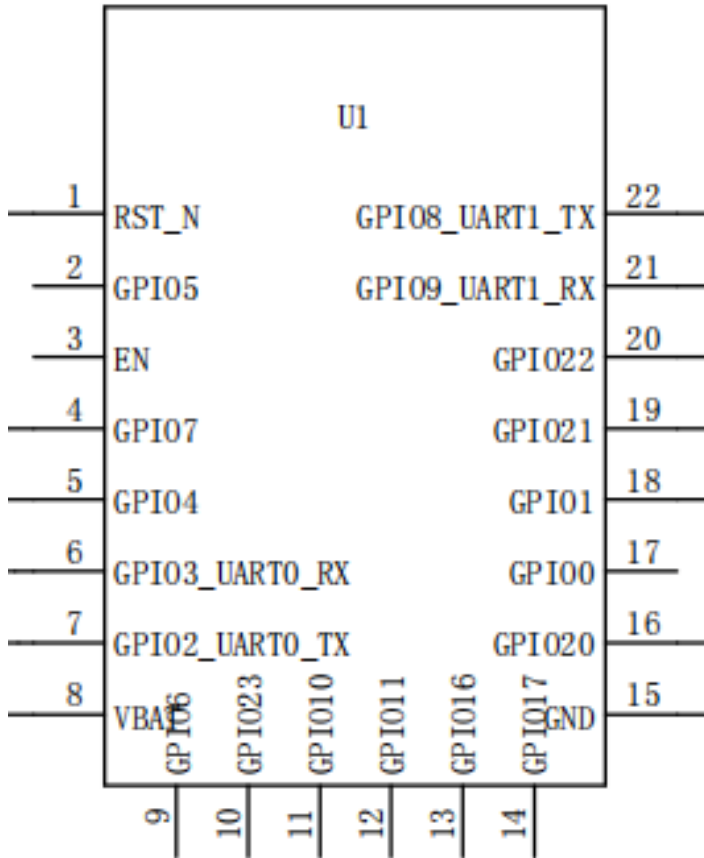 U1
1 RST_N GPIO8_UART1_TX 22
2 GPIO5 GPIO9_UART1_RX 21
3 EN GPIO22 20
4 GPIO7 GPIO21 19
5 GPIO4 GPIO1 18
6 GPIO3_UART0_RX GPIO0 17
7 GPIO2_UART0_TX GPIO20 16
8 VBAT GND 15
GPIO6
GPIO23
GPIO10
GPIO11
GPIO16
GPIO17
9
10
11
12
13
14